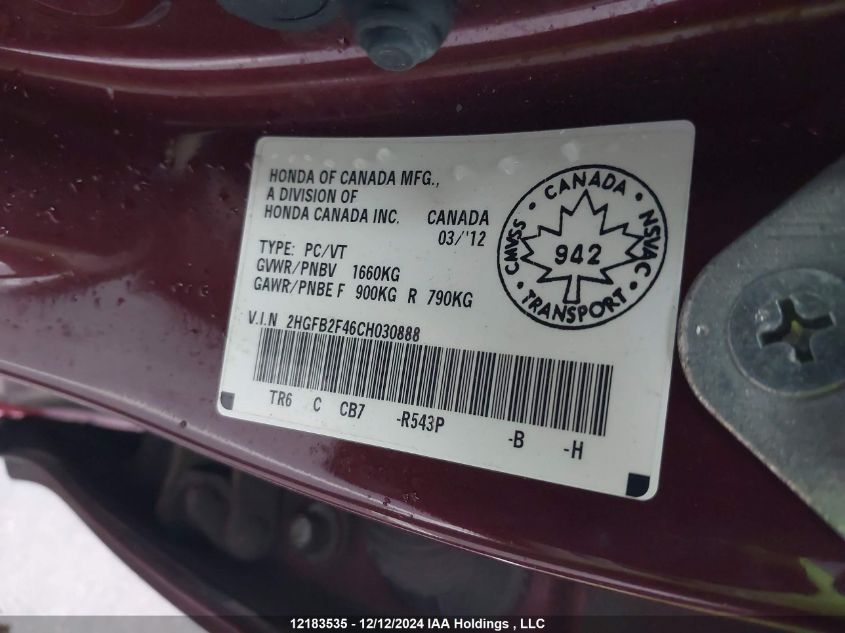 HONDA OF CANADA MFG.,
A DIVISION OF
HONDA CANADA INC. CANADA
03/'12
TYPE: PC/VT
GVWR/PNBV 1660KG
GAWR/PNBE F 900KG R 790KG
V.I.N 2HGFB2F46CH030888
TR6 C CB7 -R543P -B -H
CMVSS • CANADA • NSVAC
942
• TRANSPORT •
12183535 - 12/12/2024 IAA Holdings , LLC